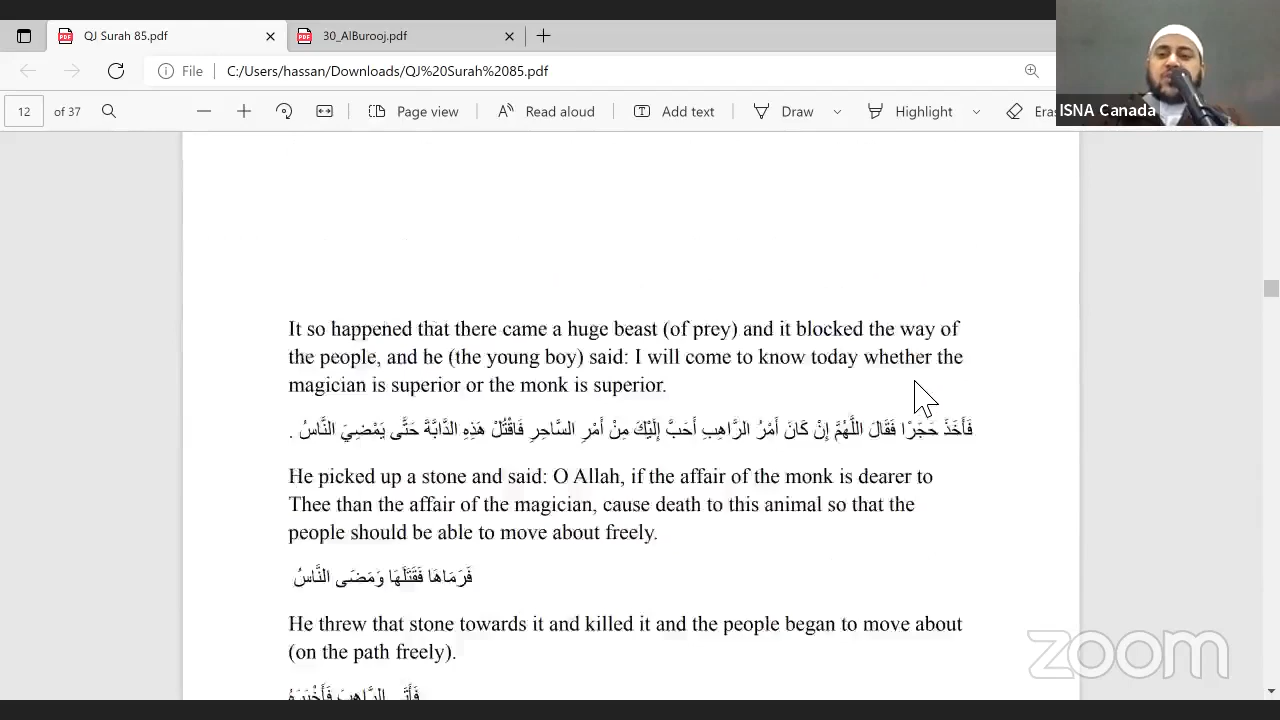 QJ Surah 85.pdf
30_AlBurooj.pdf
File
C:/Users/hassan/Downloads/QJ%20Surah%2085.pdf
12 of 37
Page view
Read aloud
Add text
Draw
Highlight
Era
ISNA Canada
It so happened that there came a huge beast (of prey) and it blocked the way of
the people, and he (the young boy) said: I will come to know today whether the
magician is superior or the monk is superior.
فَأَخَذَ حَجَرًا فَقَالَ اللَّهُمَّ إِنْ كَانَ أَمْرُ الرَّاهِبِ أَحَبَّ إِلَيْكَ مِنْ أَمْرِ السَّاحِرِ فَاقْتُلْ هَذِهِ الدَّابَّةَ حَتَّى يَمْضِيَ النَّاسُ .
He picked up a stone and said: O Allah, if the affair of the monk is dearer to
Thee than the affair of the magician, cause death to this animal so that the
people should be able to move about freely.
فَرَمَاهَا فَقَتَلَهَا وَمَضَى النَّاسُ
He threw that stone towards it and killed it and the people began to move about
(on the path freely).
فَأَتَى الرَّاهِبَ فَأَخْبَرَهُ
zoom